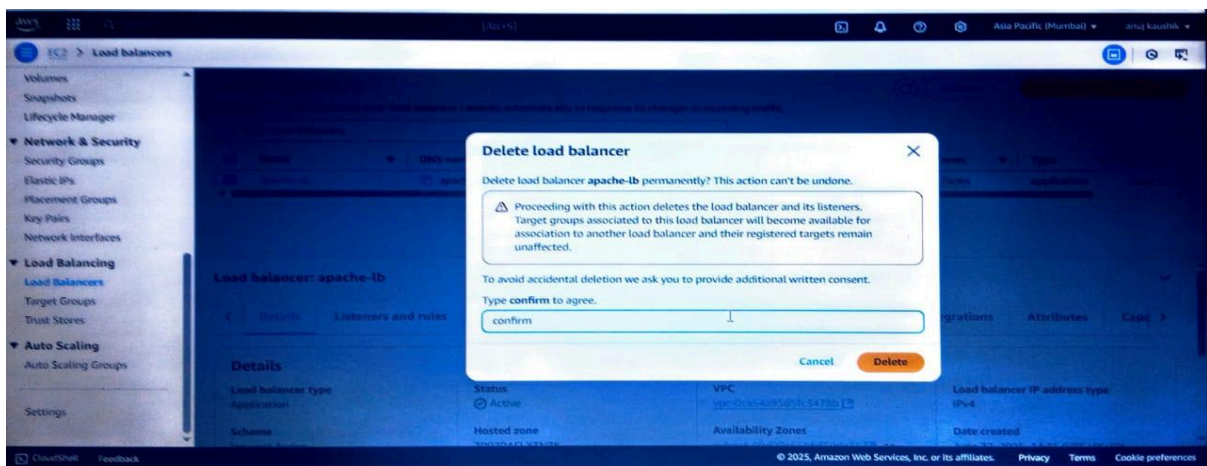 aws
[Alt+S]
Asia Pacific (Mumbai)
anuj kaushik
EC2 > Load balancers
Volumes
Snapshots
Lifecycle Manager
Network & Security
Security Groups
Elastic IPs
Placement Groups
Key Pairs
Network Interfaces
Load Balancing
Load Balancers
Target Groups
Trust Stores
Auto Scaling
Auto Scaling Groups
Settings
Delete load balancer
Delete load balancer apache-lb permanently? This action can't be undone.
Proceeding with this action deletes the load balancer and its listeners.
Target groups associated to this load balancer will become available for
association to another load balancer and their registered targets remain
unaffected.
To avoid accidental deletion we ask you to provide additional written consent.
Type confirm to agree.
confirm
Cancel
Delete
Load balancer: apache-lb
Details
Listeners and rules
Attributes
Details
Load balancer type
Application
Status
Active
VPC
Load balancer IP address type
IPv4
Scheme
Hosted zone
Availability Zones
Date created
CloudShell
Feedback
© 2025, Amazon Web Services, Inc. or its affiliates.
Privacy
Terms
Cookie preferences